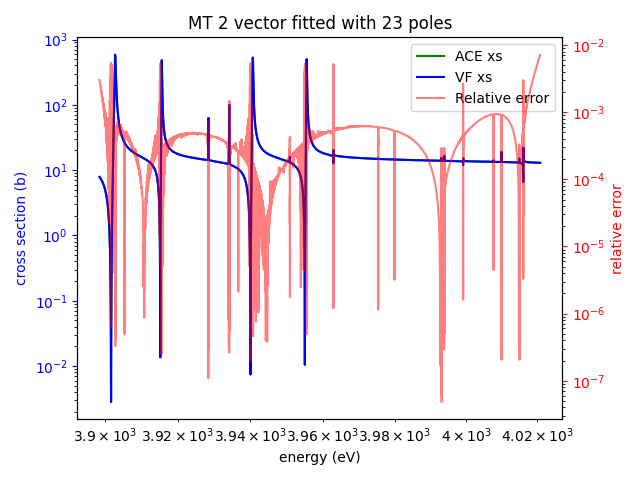 MT 2 vector fitted with 23 poles
ACE xs
VF xs
Relative error
cross section (b)
10³
10²
10¹
10⁰
10⁻¹
10⁻²
relative error
10⁻²
10⁻³
10⁻⁴
10⁻⁵
10⁻⁶
10⁻⁷
3.9 × 10³ 3.92 × 10³ 3.94 × 10³ 3.96 × 10³ 3.98 × 10³ 4 × 10³ 4.02 × 10³
energy (eV)